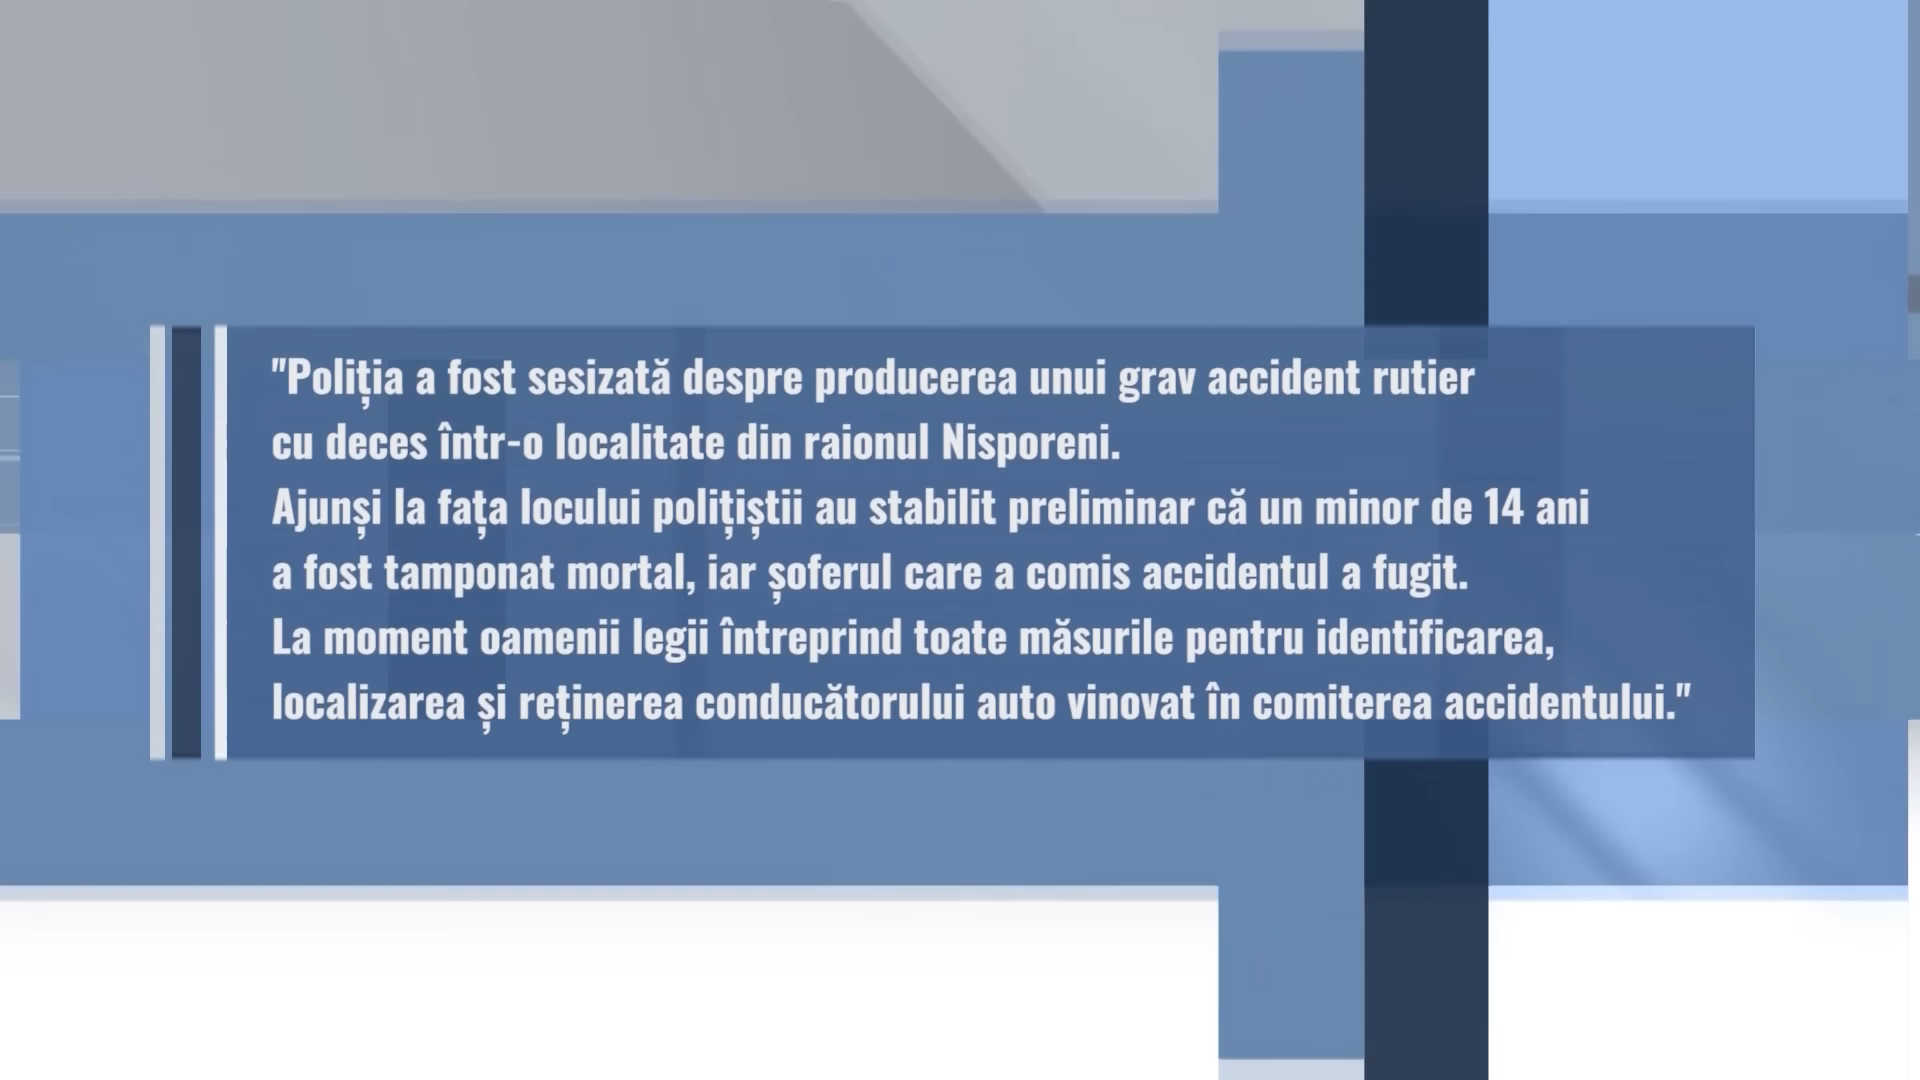 "Poliția a fost sesizată despre producerea unui grav accident rutier
cu deces într-o localitate din raionul Nisporeni.
Ajunși la fața locului polițiștii au stabilit preliminar că un minor de 14 ani
a fost tamponat mortal, iar șoferul care a comis accidentul a fugit.
La moment oamenii legii întreprind toate măsurile pentru identificarea,
localizarea și reținerea conducătorului auto vinovat în comiterea accidentului."